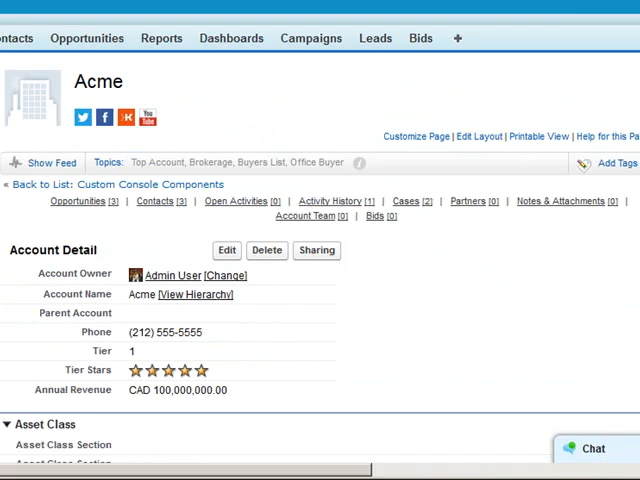 ontacts Opportunities Reports Dashboards Campaigns Leads Bids +
Acme
You Tube
Customize Page | Edit Layout | Printable View | Help for this Pa
Show Feed Topics: Top Account, Brokerage, Buyers List, Office Buyer i Add Tags
« Back to List: Custom Console Components
Opportunities [3] | Contacts [3] | Open Activities [0] | Activity History [1] | Cases [2] | Partners [0] | Notes & Attachments [0] |
Account Team [0] | Bids [0]
Account Detail Edit Delete Sharing
Account Owner Admin User [Change]
Account Name Acme [View Hierarchy]
Parent Account
Phone (212) 555-5555
Tier 1
Tier Stars
Annual Revenue CAD 100,000,000.00
Asset Class
Asset Class Section
Chat